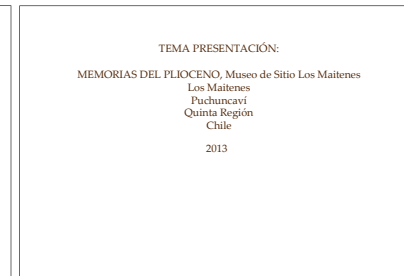 TEMA PRESENTACIÓN:
MEMORIAS DEL PLIOCENO, Museo de Sitio Los Maitenes
Los Maitenes
Puchuncaví
Quinta Región
Chile
2013